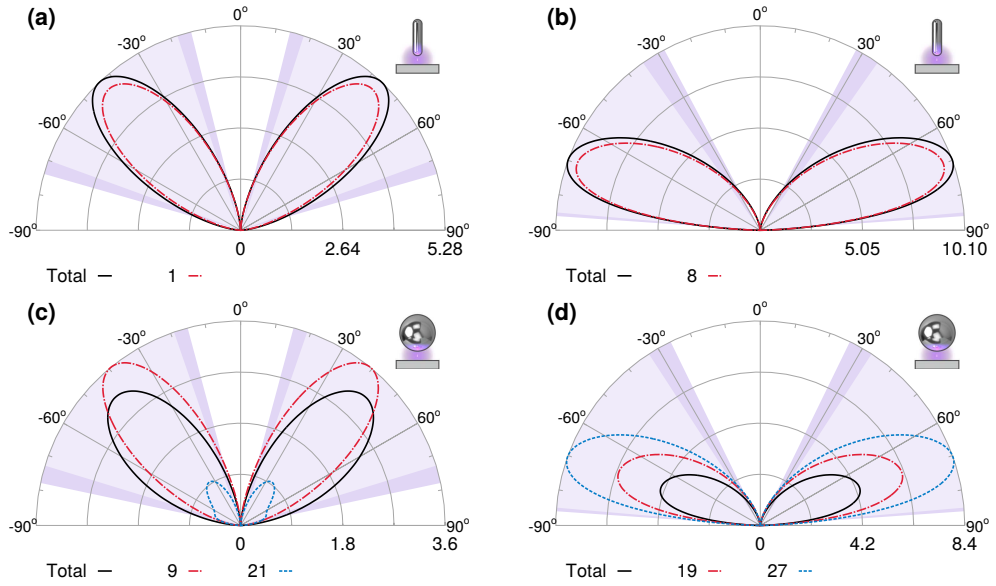 (a)
0°
-30° 30°
-60° 60°
-90° 90°
0 2.64 5.28
Total 1
(b)
0°
-30° 30°
-60° 60°
-90° 90°
0 5.05 10.10
Total 8
(c)
0°
-30° 30°
-60° 60°
-90° 90°
0 1.8 3.6
Total 9 21
(d)
0°
-30° 30°
-60° 60°
-90° 90°
0 4.2 8.4
Total 19 27